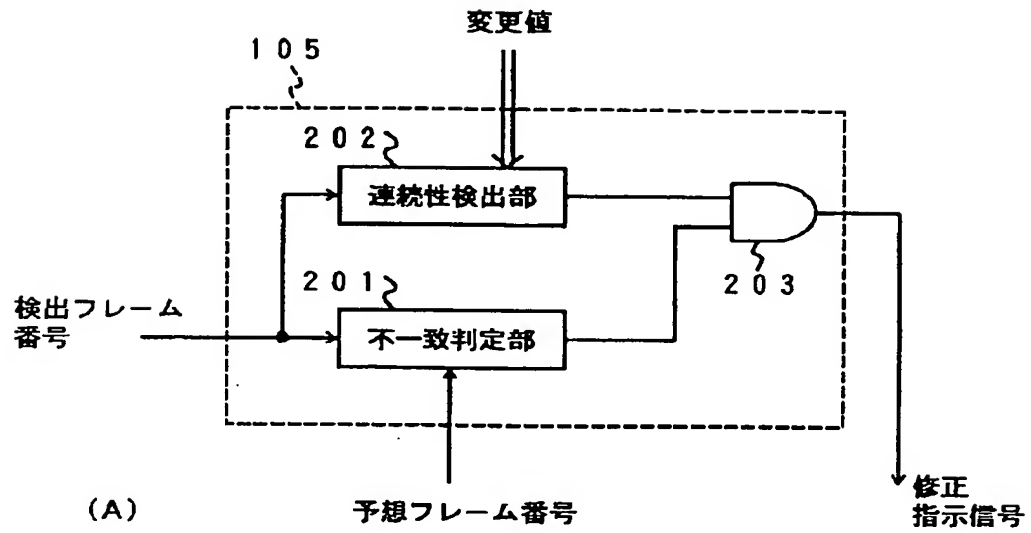 変更値
105
202
連続性検出部
203
201
検出フレーム
番号
不一致判定部
(A)
予想フレーム番号
修正
指示信号